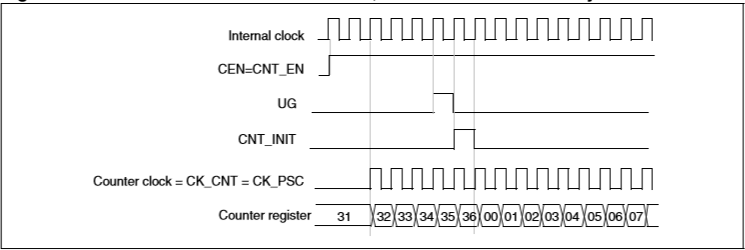 Internal clock
CEN=CNT_EN
UG
CNT_INIT
Counter clock = CK_CNT = CK_PSC
Counter register 31 32 33 34 35 36 00 01 02 03 04 05 06 07